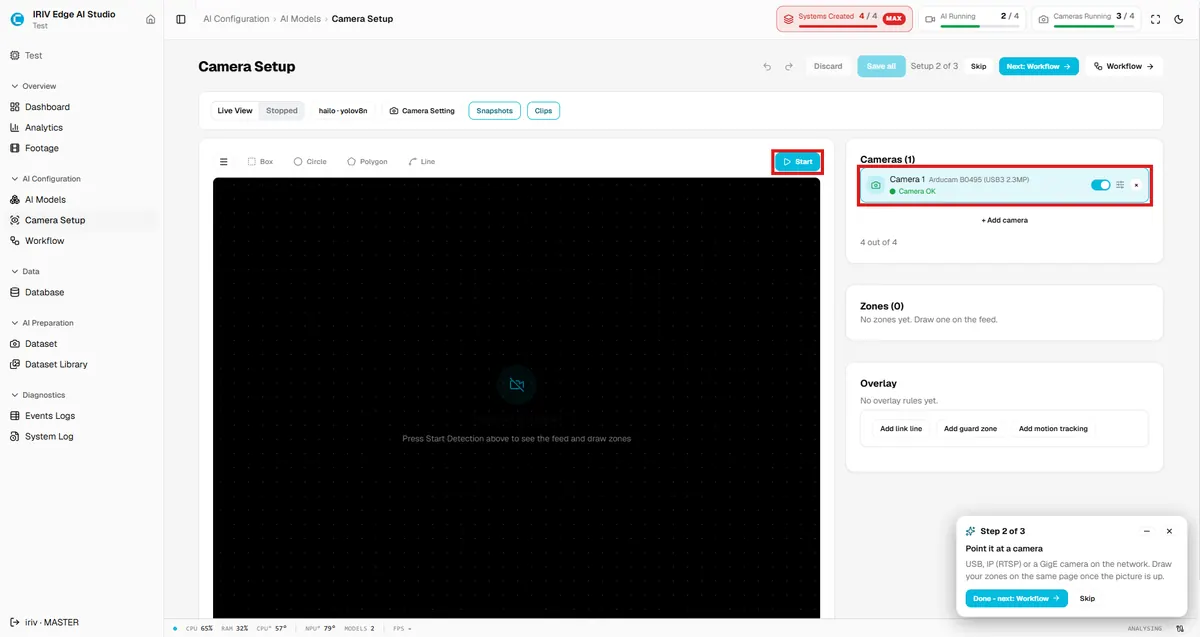 IRIV Edge AI Studio
Test
AI Configuration › AI Models › Camera Setup
Systems Created 4 / 4 MAX
AI Running 2 / 4
Cameras Running 3 / 4
Test
Overview
Dashboard
Analytics
Footage
AI Configuration
AI Models
Camera Setup
Workflow
Data
Database
AI Preparation
Dataset
Dataset Library
Diagnostics
Events Logs
System Log
iriv · MASTER
Camera Setup
Discard
Save all
Setup 2 of 3
Skip
Next: Workflow →
Workflow →
Live View
Stopped
hailo · yolov8n
Camera Setting
Snapshots
Clips
Box
Circle
Polygon
Line
Start
Press Start Detection above to see the feed and draw zones
Cameras (1)
Camera 1 Arducam B0495 (USB3 2.3MP)
Camera OK
+ Add camera
4 out of 4
Zones (0)
No zones yet. Draw one on the feed.
Overlay
No overlay rules yet.
Add link line
Add guard zone
Add motion tracking
Step 2 of 3
Point it at a camera
USB, IP (RTSP) or a GigE camera on the network. Draw
your zones on the same page once the picture is up.
Done - next: Workflow →
Skip
CPU 65% RAM 32% CPU° 57° NPU° 79° MODELS 2 FPS -
ANALYSING